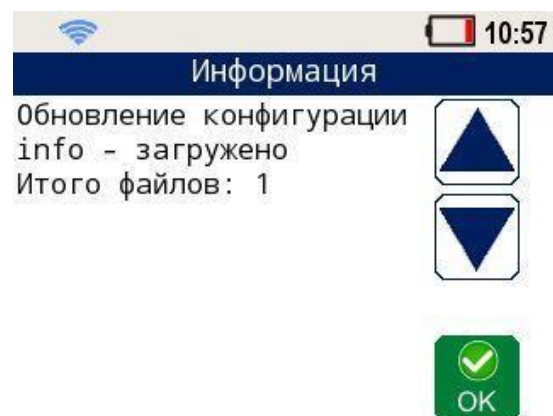 10:57
Информация
Обновление конфигурации
info - загружено
Итого файлов: 1
OK